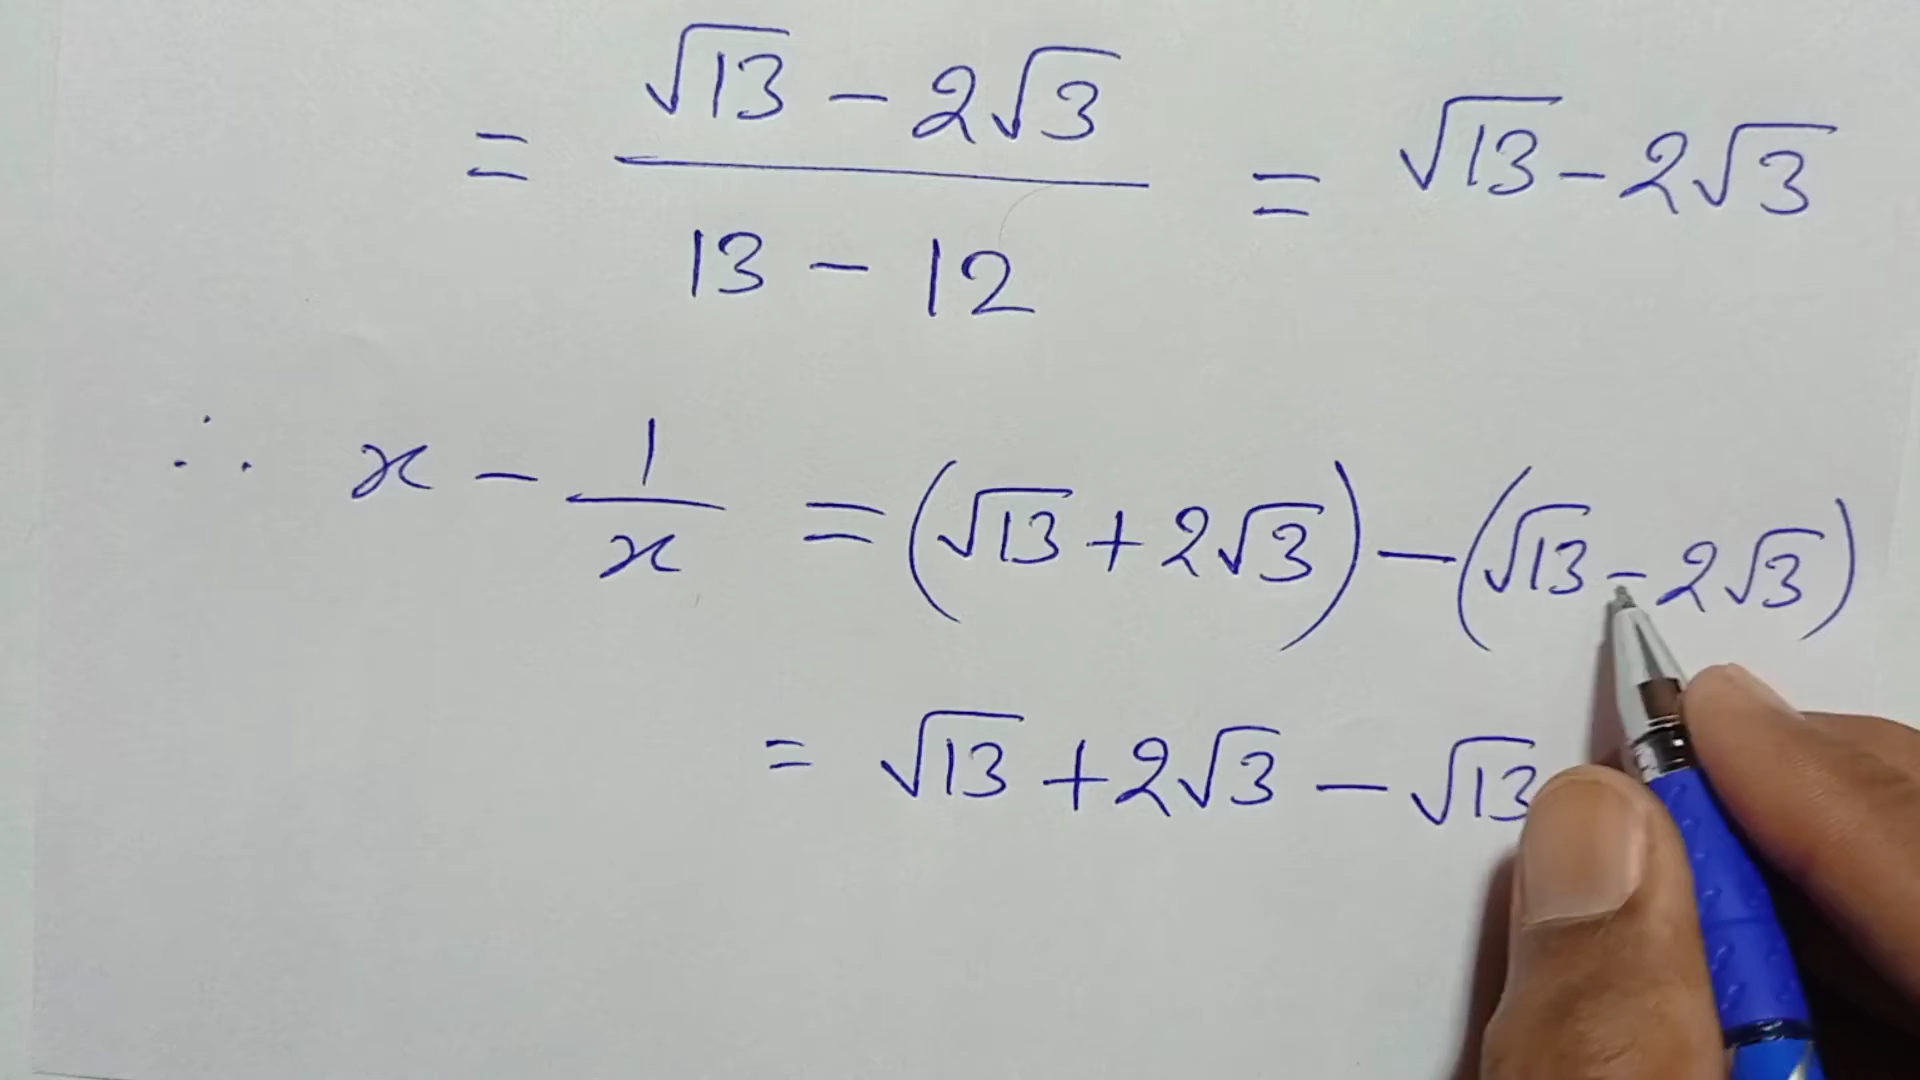 = (√13 - 2√3)/(13 - 12) = √13 - 2√3
∴ x - 1/x = (√13 + 2√3) - (√13 - 2√3)
= √13 + 2√3 - √13